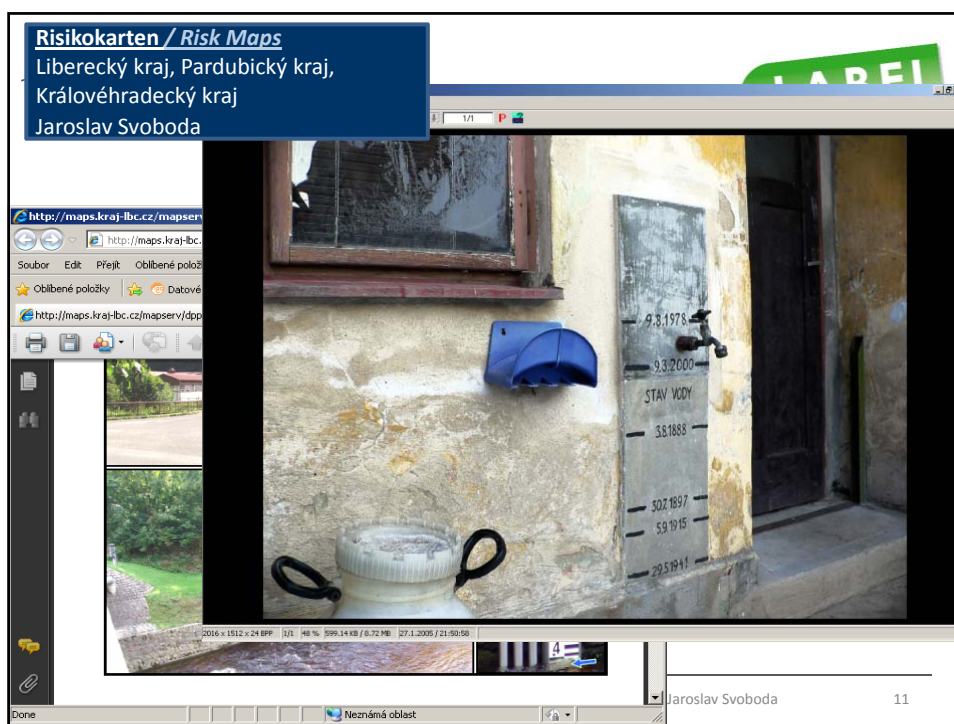 Risikokarten / Risk Maps
Liberecký kraj, Pardubický kraj,
Královéhradecký kraj
Jaroslav Svoboda
LABEL
1/1
P
http://maps.kraj-lbc.cz/mapserv
http://maps.kraj-lbc.
Soubor Edit Přejít Oblíbené polož
Oblíbené položky Datové
http://maps.kraj-lbc.cz/mapserv/dpp
9.8.1978
9.3.2000
STAV VODY
3.8.1888
30.7.1897
5.9.1915
29.5.1941
2016 x 1512 x 24 BPP 1/1 48 % 599.14 KB / 8.72 MB 27.1.2005 / 21:50:58
4
Jaroslav Svoboda 11
Done Neznámá oblast